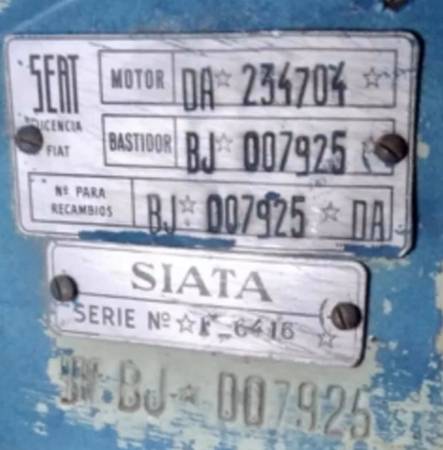 SEAT
LICENCIA
FIAT
MOTOR DA☆ 234704 ☆
BASTIDOR BJ☆ 007925
Nº PARA
RECAMBIOS
BJ☆ 007925 ☆ DA
SIATA
SERIE Nº ☆ F-6416 ☆
BJ☆ 007925